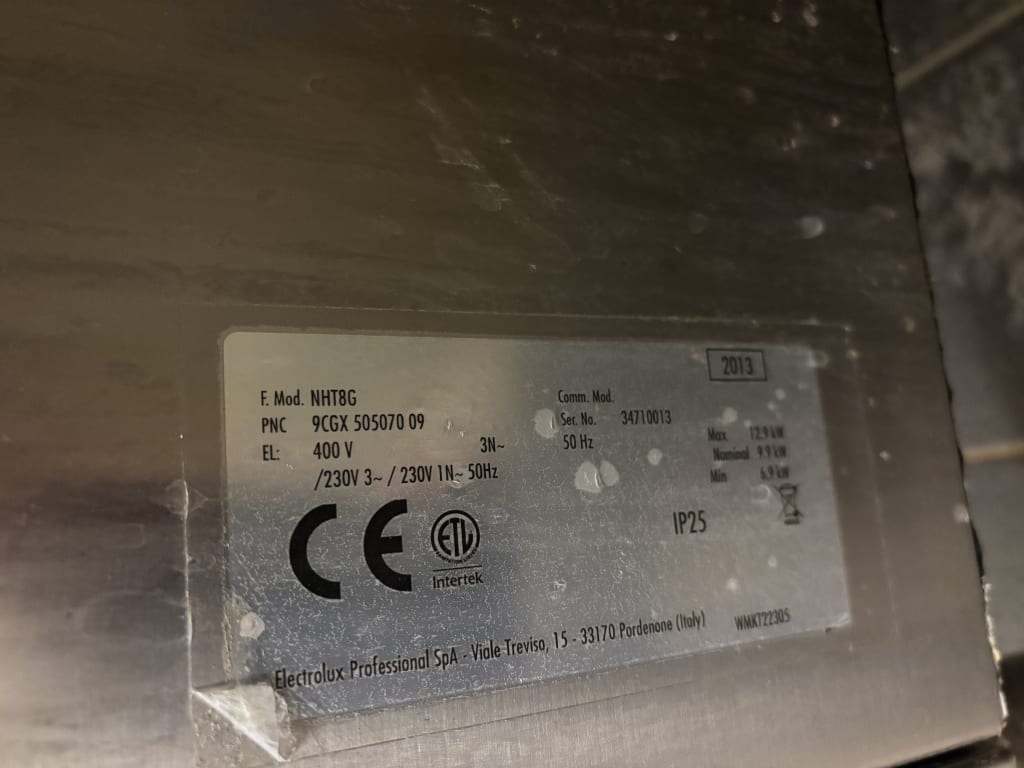 2013
F. Mod. NHT8G
Comm. Mod.
PNC 9CGX 505070 09
Ser. No. 34710013
EL: 400 V 3N~ 50 Hz
/230V 3~ / 230V 1N~ 50Hz
Max 12.9 kW
Nominal 9.9 kW
Min 6.9 kW
CE
ETL
Intertek
IP25
Electrolux Professional SpA - Viale Treviso, 15 - 33170 Pordenone (Italy)
WMKT22305